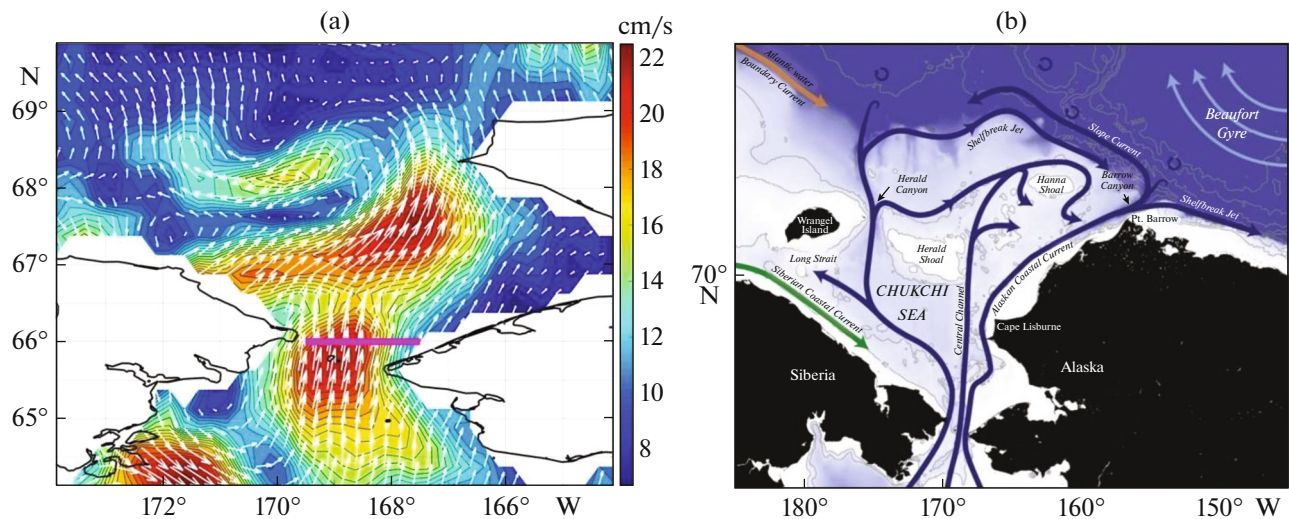 (a)
(b)
cm/s
N
69°
68°
67°
66°
65°
172°
170°
168°
166°
W
22
20
18
16
14
12
10
8
Atlantic water
Boundary Current
Beaufort
Gyre
Shelfbreak Jet
Slope Current
Herald
Canyon
Hanna
Shoal
Barrow
Canyon
Shelfbreak Jet
Pt. Barrow
Wrangel
Island
Long Strait
Herald
Shoal
Siberian Coastal Current
CHUKCHI
SEA
Central Channel
Alaskan Coastal Current
Cape Lisburne
Siberia
Alaska
70°
N
180°
170°
160°
150°
W